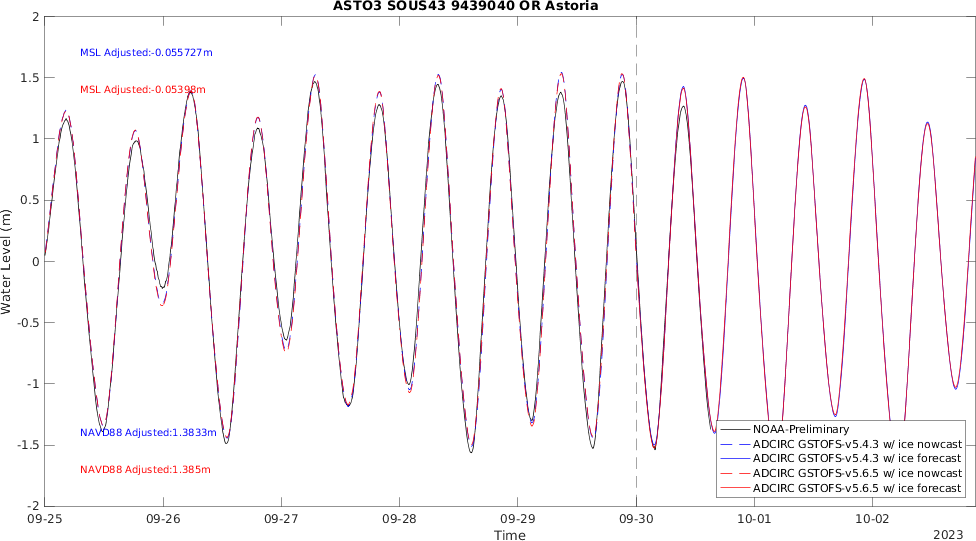 ASTO3 SOUS43 9439040 OR Astoria
2
1.5
1
0.5
0
-0.5
-1
-1.5
-2
Water Level (m)
MSL Adjusted:-0.055727m
MSL Adjusted:-0.05398m
NAVD88 Adjusted:1.3833m
NAVD88 Adjusted:1.385m
NOAA-Preliminary
ADCIRC GSTOFS-v5.4.3 w/ ice nowcast
ADCIRC GSTOFS-v5.4.3 w/ ice forecast
ADCIRC GSTOFS-v5.6.5 w/ ice nowcast
ADCIRC GSTOFS-v5.6.5 w/ ice forecast
09-25 09-26 09-27 09-28 09-29 09-30 10-01 10-02
Time
2023